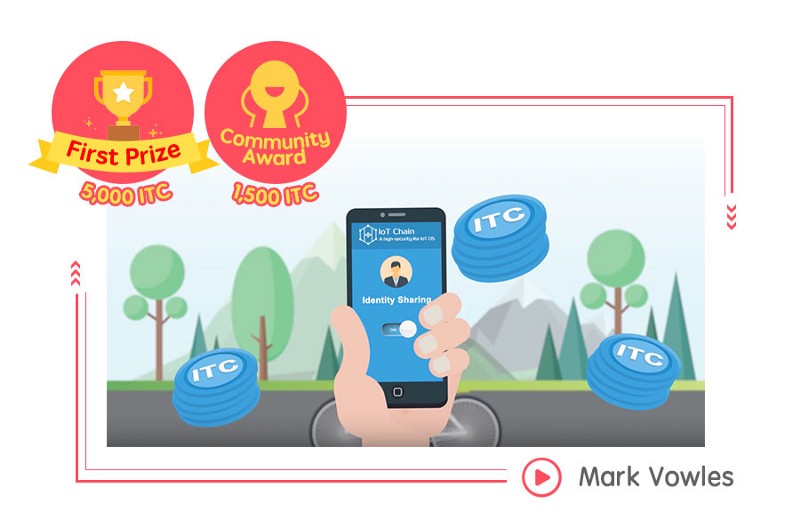 First Prize
5,000 ITC
Community
Award
1,500 ITC
IoT Chain
A high-security lite IoT OS
Identity Sharing
ON
ITC
ITC
ITC
Mark Vowles